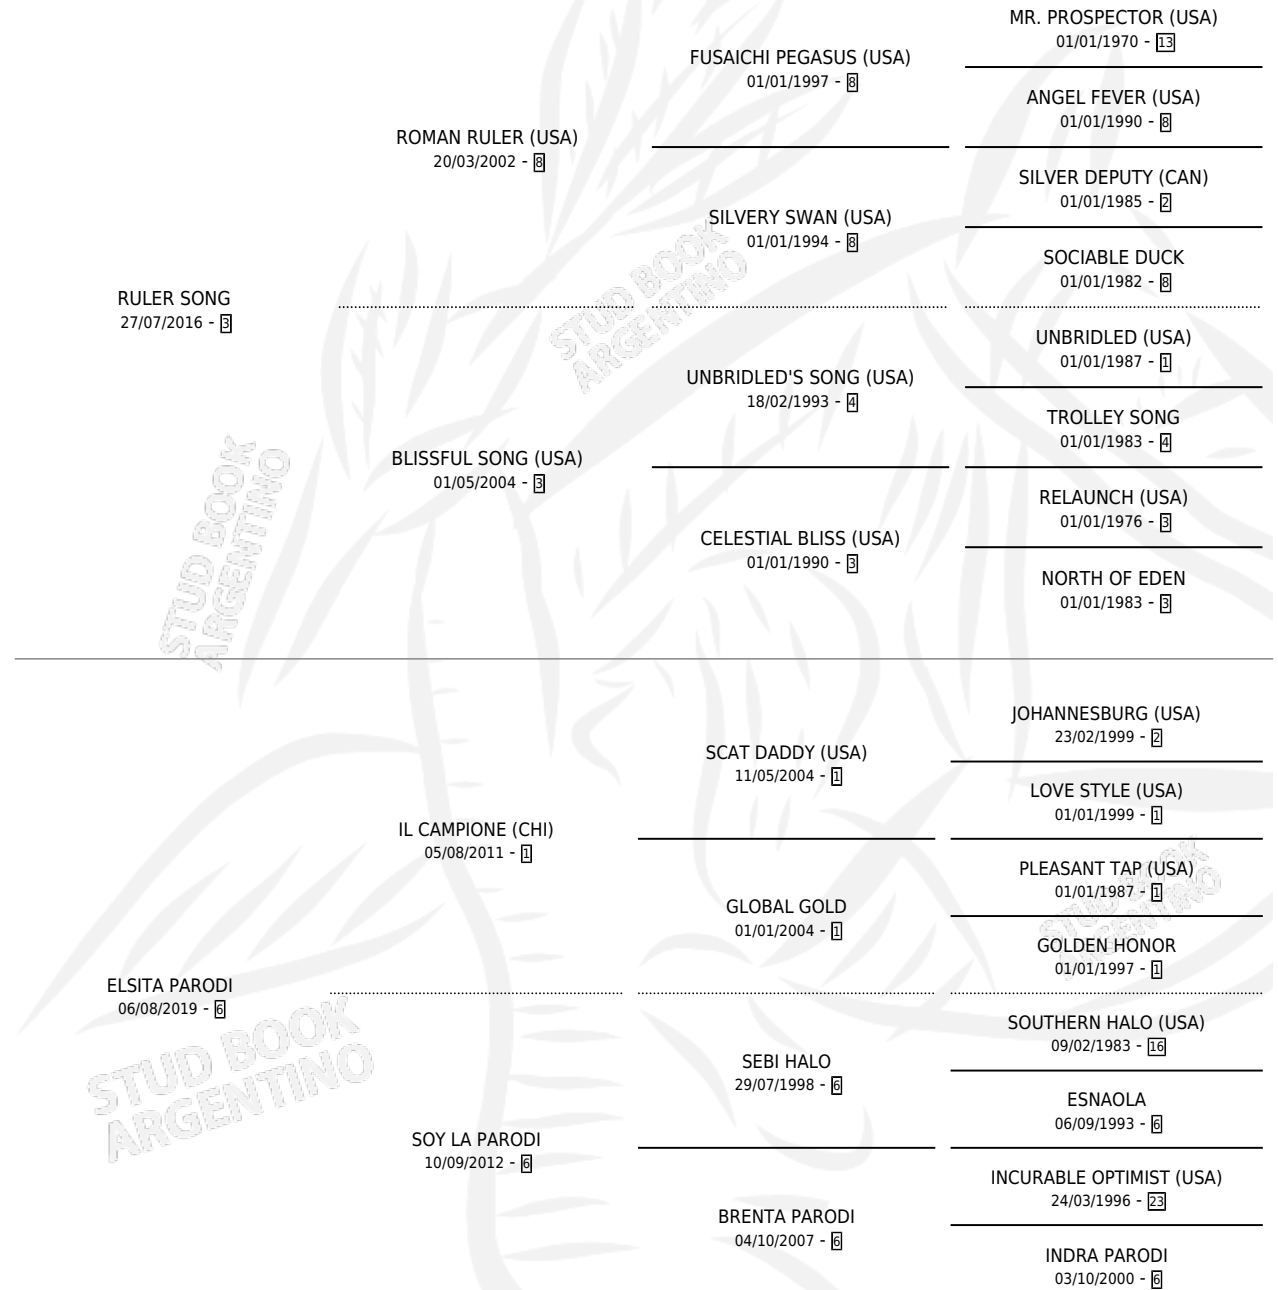 MR. PROSPECTOR (USA)
01/01/1970 - 13
FUSAICHI PEGASUS (USA)
01/01/1997 - 8
ANGEL FEVER (USA)
01/01/1990 - 8
ROMAN RULER (USA)
20/03/2002 - 8
SILVER DEPUTY (CAN)
01/01/1985 - 2
SILVERY SWAN (USA)
01/01/1994 - 8
SOCIABLE DUCK
01/01/1982 - 8
RULER SONG
27/07/2016 - 3
UNBRIDLED (USA)
01/01/1987 - 1
UNBRIDLED'S SONG (USA)
18/02/1993 - 4
TROLLEY SONG
01/01/1983 - 4
BLISSFUL SONG (USA)
01/05/2004 - 3
RELAUNCH (USA)
01/01/1976 - 3
CELESTIAL BLISS (USA)
01/01/1990 - 3
NORTH OF EDEN
01/01/1983 - 3
JOHANNESBURG (USA)
23/02/1999 - 2
SCAT DADDY (USA)
11/05/2004 - 1
LOVE STYLE (USA)
01/01/1999 - 1
IL CAMPIONE (CHI)
05/08/2011 - 1
PLEASANT TAP (USA)
01/01/1987 - 1
GLOBAL GOLD
01/01/2004 - 1
GOLDEN HONOR
01/01/1997 - 1
ELSITA PARODI
06/08/2019 - 6
SOUTHERN HALO (USA)
09/02/1983 - 16
SEBI HALO
29/07/1998 - 6
ESNAOLA
06/09/1993 - 6
SOY LA PARODI
10/09/2012 - 6
INCURABLE OPTIMIST (USA)
24/03/1996 - 23
BRENTA PARODI
04/10/2007 - 6
INDRA PARODI
03/10/2000 - 6
STUD BOOK
ARGENTINO
STUD BOOK
ARGENTINO
STUD BOOK
ARGENTINO
STUD BOOK
ARGENTINO